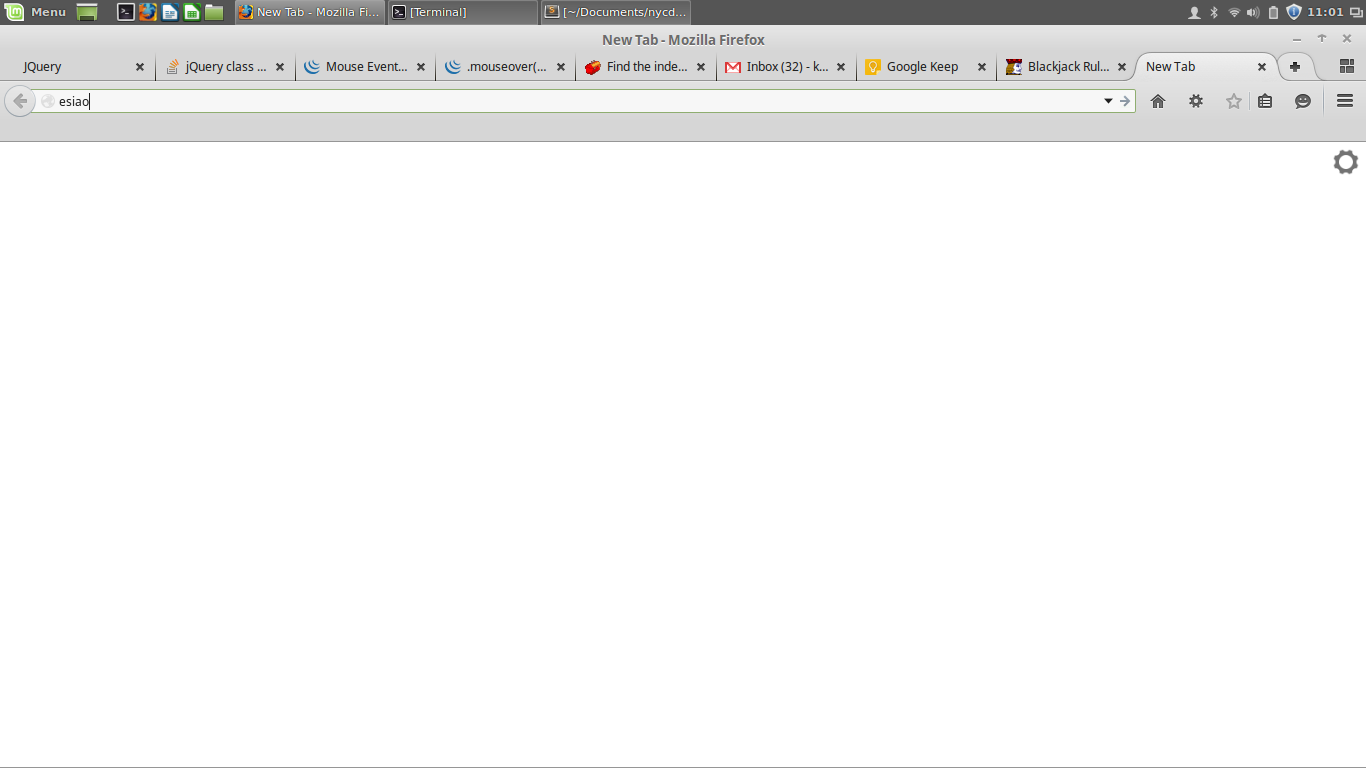 Menu New Tab - Mozilla Fi... [Terminal] [~/Documents/nycd... 11:01
New Tab - Mozilla Firefox
JQuery jQuery class ... Mouse Event... .mouseover(... Find the inde... Inbox (32) - k... Google Keep Blackjack Rul... New Tab
esiao